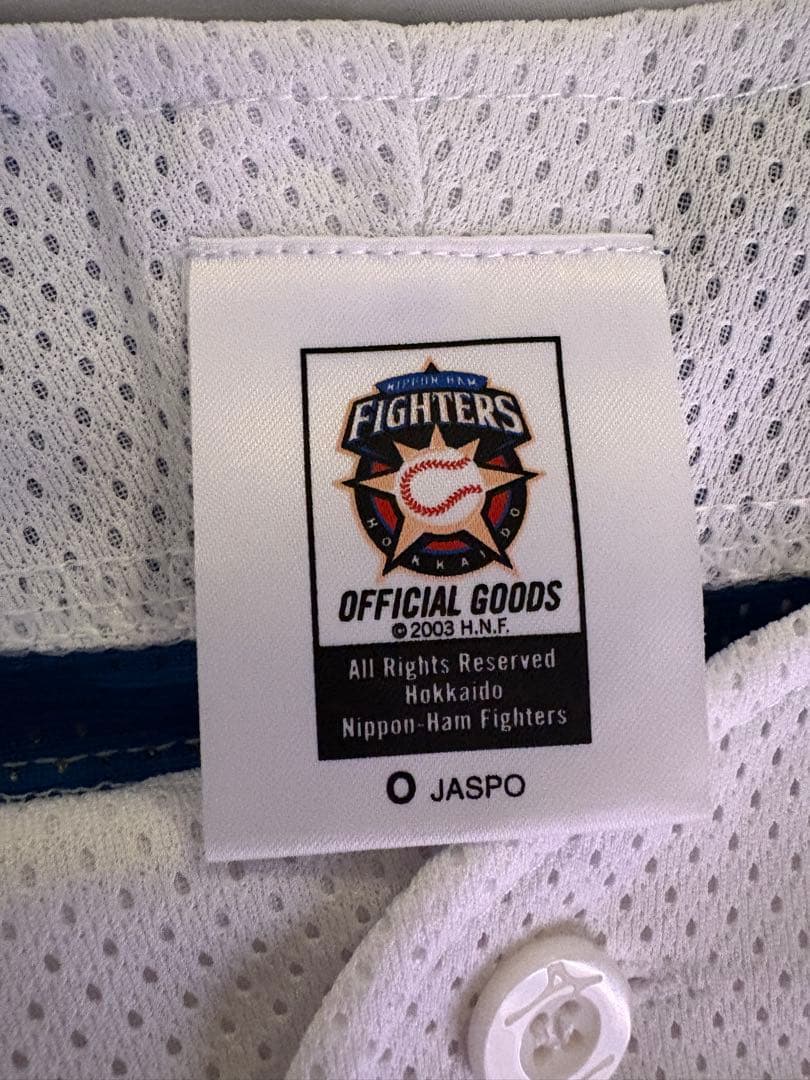 NIPPON-HAM
FIGHTERS
HOKKAIDO
OFFICIAL GOODS
© 2003 H.N.F.
All Rights Reserved
Hokkaido
Nippon-Ham Fighters
O JASPO